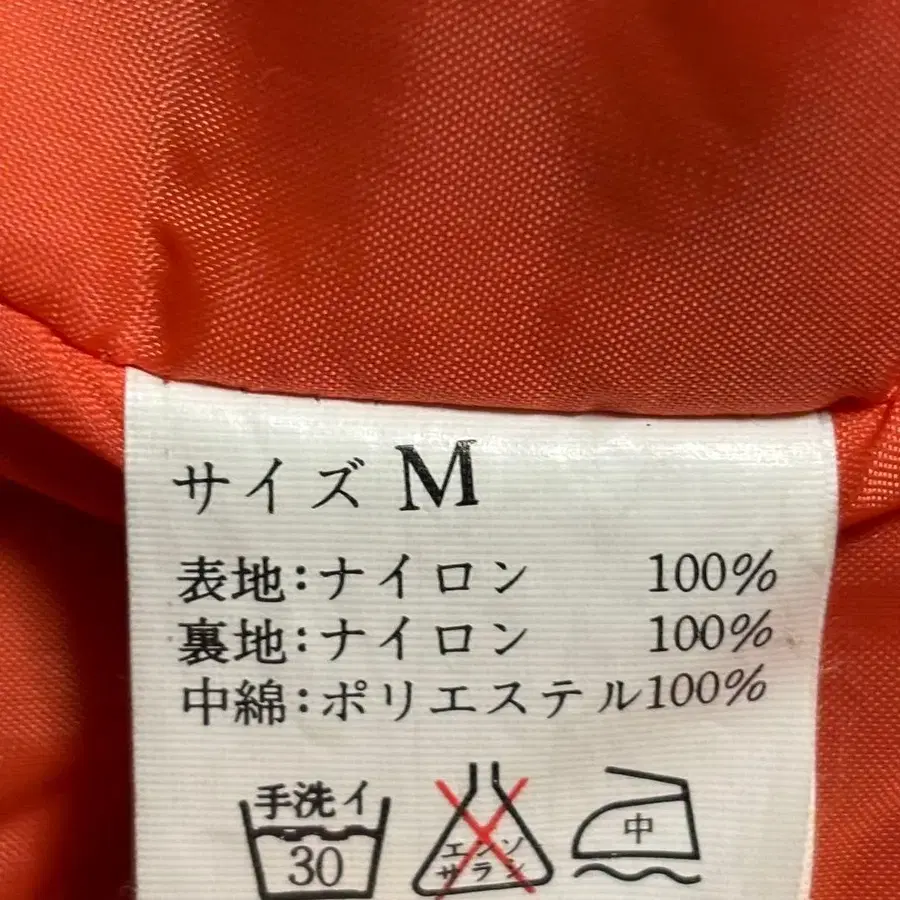 サイズ M
表地:ナイロン 100%
裏地:ナイロン 100%
中綿:ポリエステル100%
手洗イ
30
エンソ
サラシ
中